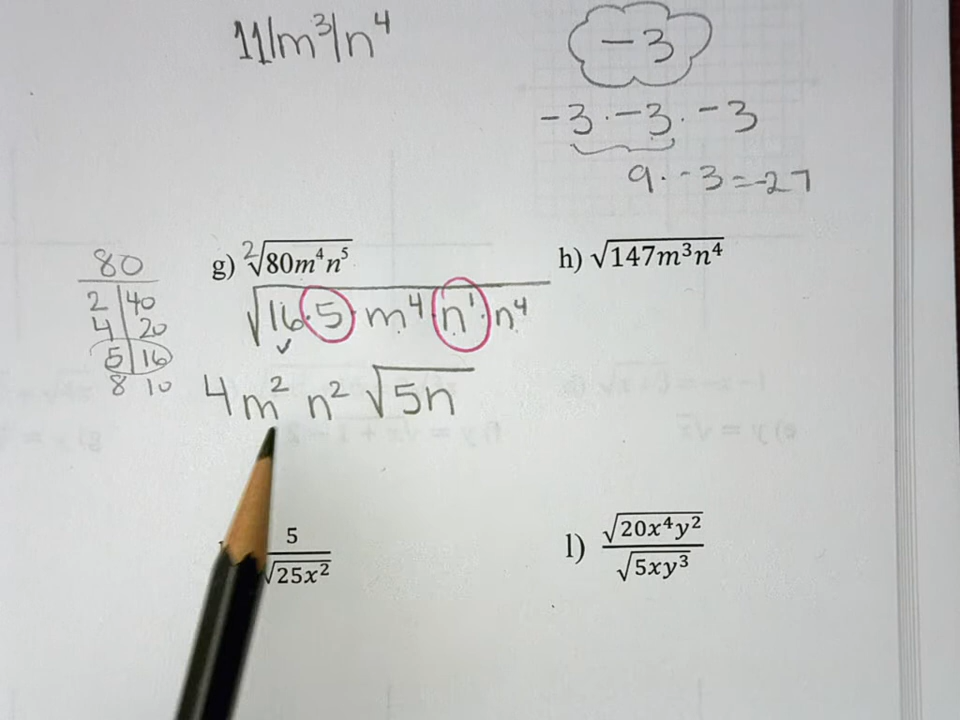 11|m³|n⁴
-3
-3 · -3 · -3
9 · -3 = -27
80
2 | 40
4 | 20
5 | 16
8 10
g) ²√80m⁴n⁵
√16·5·m⁴·n¹·n⁴
4m² n² √5n
h) √147m³n⁴
5
√25x²
l) √20x⁴y²
√5xy³